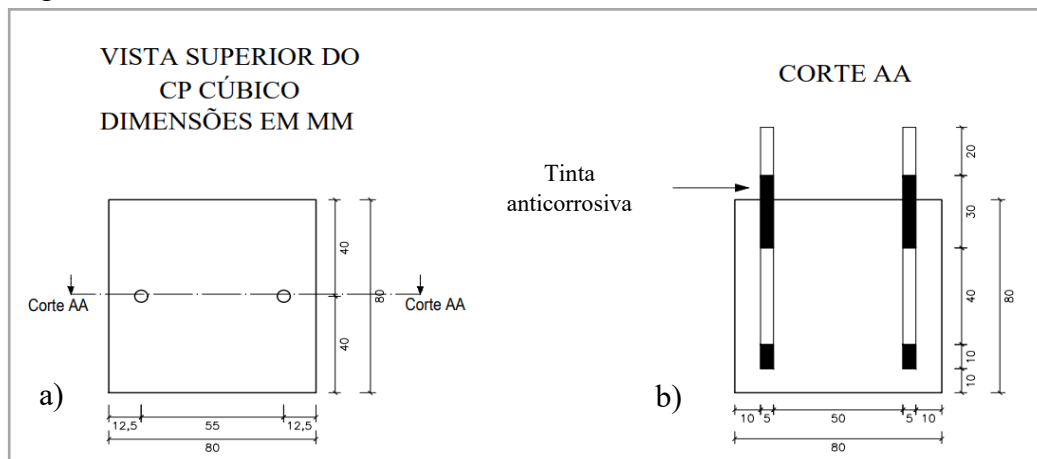 VISTA SUPERIOR DO
CP CÚBICO
DIMENSÕES EM MM
40
40
80
Corte AA
Corte AA
12,5
55
12,5
80
a)
CORTE AA
Tinta
anticorrosiva
20
30
40
10
10
80
10
5
50
5
10
80
b)